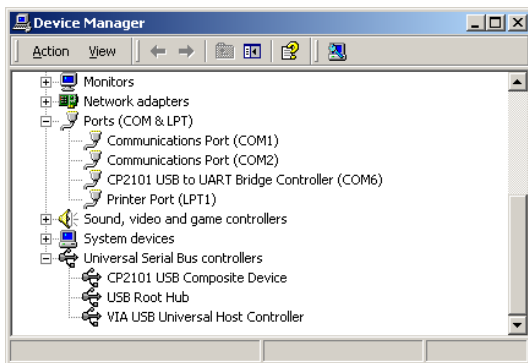 Device Manager
Action View
Monitors
Network adapters
Ports (COM & LPT)
Communications Port (COM1)
Communications Port (COM2)
CP2101 USB to UART Bridge Controller (COM6)
Printer Port (LPT1)
Sound, video and game controllers
System devices
Universal Serial Bus controllers
CP2101 USB Composite Device
USB Root Hub
VIA USB Universal Host Controller